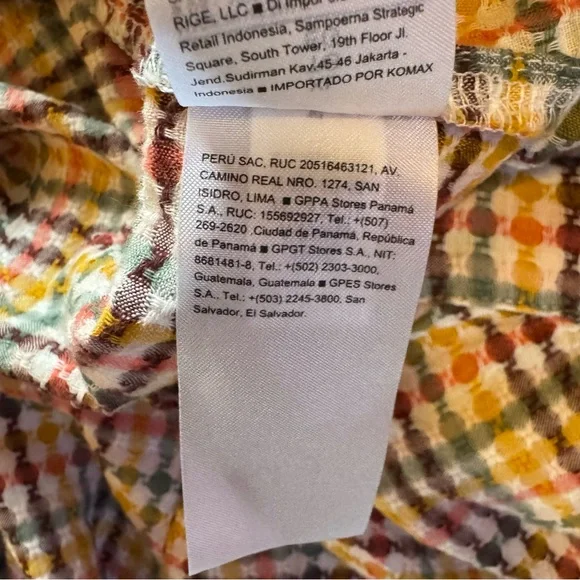 RIGE, LLC ■ Di Impor
Retail Indonesia, Sampoerna Strategic
Square, South Tower, 19th Floor Jl.
Jend.Sudirman Kav.45-46 Jakarta -
Indonesia ■ IMPORTADO POR KOMAX
PERÚ SAC, RUC 20516463121, AV.
CAMINO REAL NRO. 1274, SAN
ISIDRO, LIMA ■ GPPA Stores Panamá
S.A., RUC: 155692927, Tel.: +(507)
269-2620 ,Ciudad de Panamá, República
de Panamá ■ GPGT Stores S.A., NIT:
8681481-8, Tel.: +(502) 2303-3000,
Guatemala, Guatemala ■ GPES Stores
S.A., Tel.: +(503) 2245-3800, San
Salvador, El Salvador.